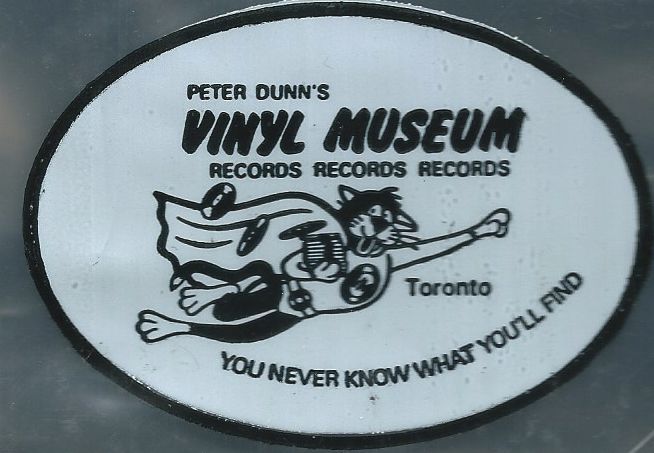 PETER DUNN'S
VINYL MUSEUM
RECORDS RECORDS RECORDS
Toronto
YOU NEVER KNOW WHAT YOU'LL FIND